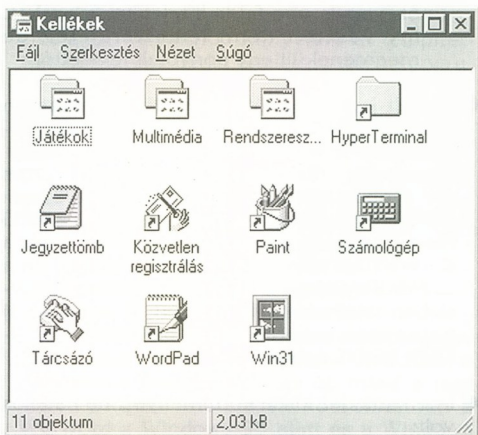 Kellékek
Fájl Szerkesztés Nézet Súgó
Játékok Multimédia Rendszeresz... HyperTerminal
Jegyzettömb Közvetlen regisztrálás Paint Számológép
Tárcsázó WordPad Win31
11 objektum 2,03 kB